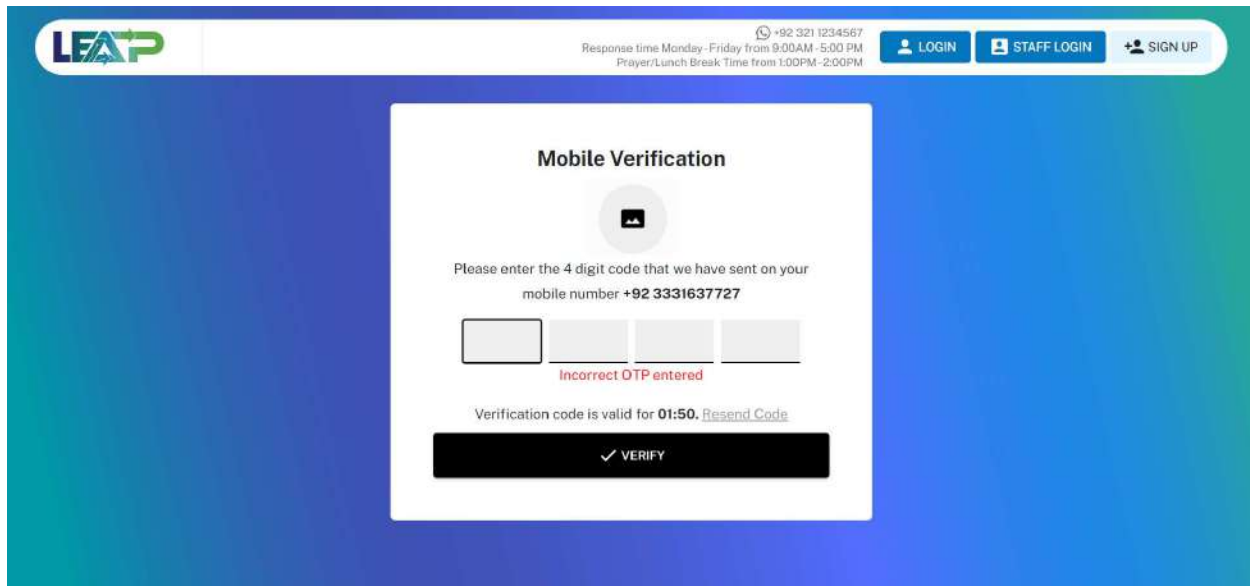 LEAP
+92 321 1234567
Response time Monday-Friday from 9:00AM-5:00 PM
Prayer/Lunch Break Time from 1:00PM-2:00PM
LOGIN
STAFF LOGIN
SIGN UP
Mobile Verification
Please enter the 4 digit code that we have sent on your
mobile number +92 3331637727
Incorrect OTP entered
Verification code is valid for 01:50. Resend Code
VERIFY